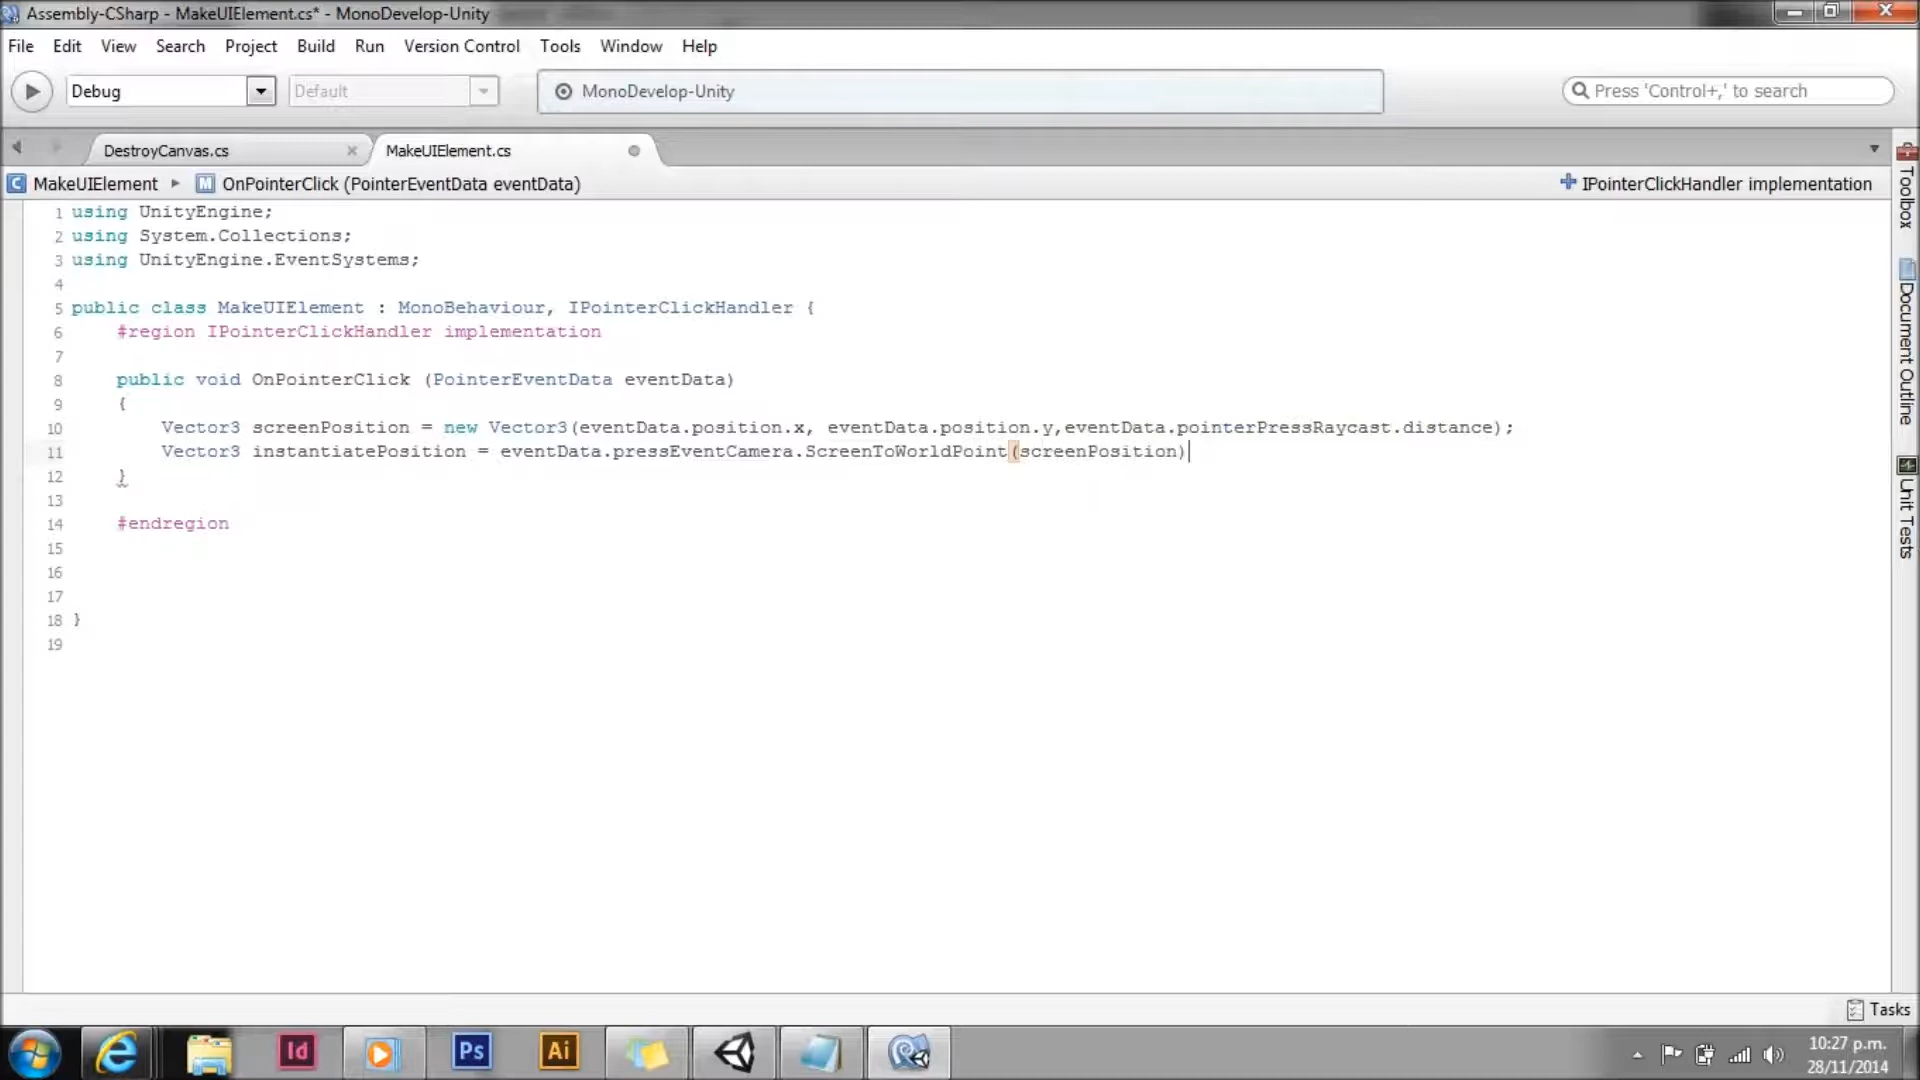 Assembly-CSharp - MakeUIElement.cs* - MonoDevelop-Unity
File Edit View Search Project Build Run Version Control Tools Window Help
Debug Default MonoDevelop-Unity Press 'Control+,' to search
DestroyCanvas.cs MakeUIElement.cs
MakeUIElement OnPointerClick (PointerEventData eventData) IPointerClickHandler implementation
1 using UnityEngine;
2 using System.Collections;
3 using UnityEngine.EventSystems;
4
5 public class MakeUIElement : MonoBehaviour, IPointerClickHandler {
6 #region IPointerClickHandler implementation
7
8 public void OnPointerClick (PointerEventData eventData)
9 {
10 Vector3 screenPosition = new Vector3(eventData.position.x, eventData.position.y,eventData.pointerPressRaycast.distance);
11 Vector3 instantiatePosition = eventData.pressEventCamera.ScreenToWorldPoint(screenPosition)
12 }
13
14 #endregion
15
16
17
18 }
19
Toolbox
Document Outline
Unit Tests
Tasks
Id Ps Ai
10:27 p.m.
28/11/2014